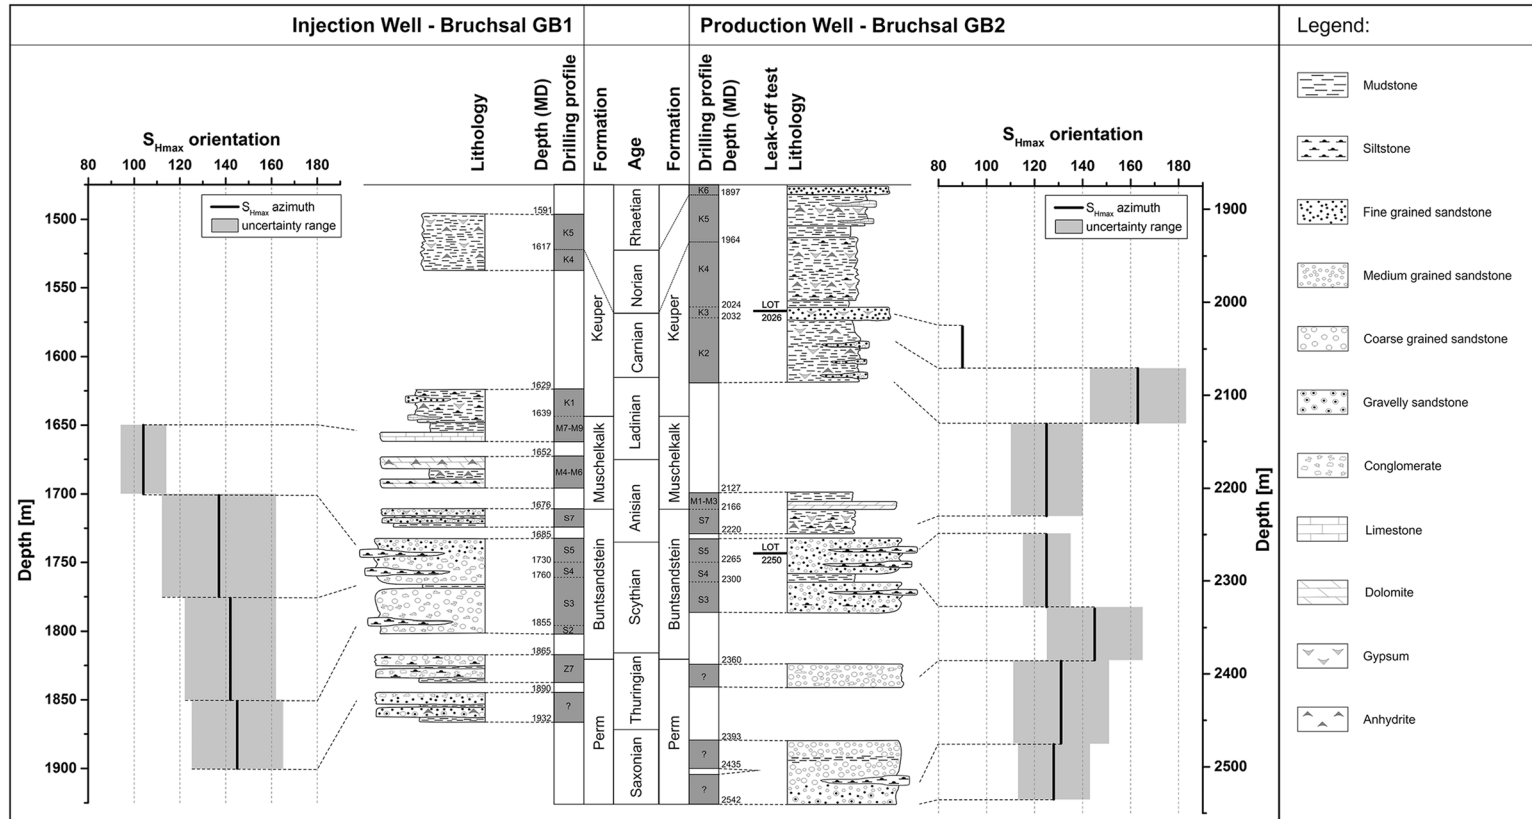 Injection Well - Bruchsal GB1
Production Well - Bruchsal GB2
Legend:
SHmax orientation
80 100 120 140 160 180
SHmax azimuth
uncertainty range
Depth [m]
1500
1550
1600
1650
1700
1750
1800
1850
1900
Lithology
Depth (MD)
Drilling profile
Formation
Age
Formation
Drilling profile
Depth (MD)
Leak-off test
Lithology
1591
1617
1629
1639
1652
1676
1685
1730
1760
1855
1865
1890
1932
K5
K4
K1
M7-M9
M4-M6
S7
S5
S4
S3
S2
Z7
?
Keuper
Muschelkalk
Buntsandstein
Perm
Rhaetian
Norian
Carnian
Ladinian
Anisian
Scythian
Thuringian
Saxonian
Keuper
Muschelkalk
Buntsandstein
Perm
K6
K5
K4
K3
K2
M1-M3
S7
S5
S4
S3
?
?
?
1897
1964
2024
2032
2127
2166
2220
2265
2300
2360
2393
2435
2542
LOT
2026
LOT
2250
SHmax orientation
80 100 120 140 160 180
SHmax azimuth
uncertainty range
1900
2000
2100
2200
2300
2400
2500
Depth [m]
Mudstone
Siltstone
Fine grained sandstone
Medium grained sandstone
Coarse grained sandstone
Gravelly sandstone
Conglomerate
Limestone
Dolomite
Gypsum
Anhydrite